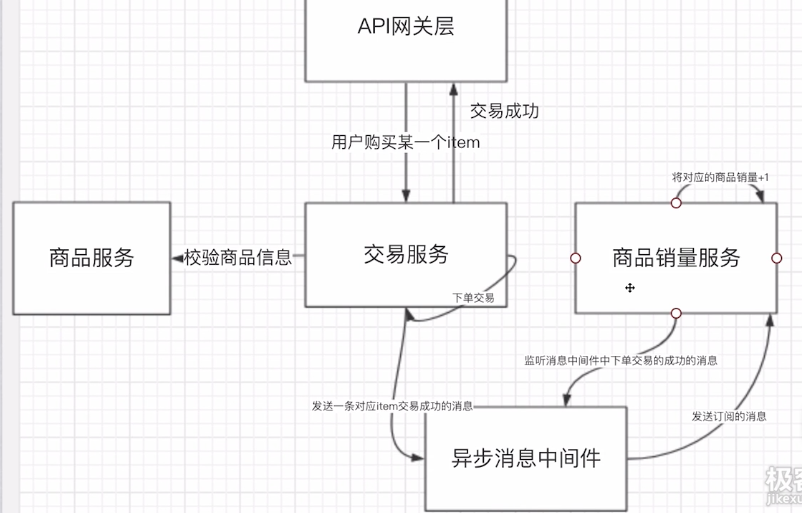 API网关层
交易成功
用户购买某一个item
将对应的商品销量+1
商品服务
校验商品信息
交易服务
商品销量服务
下单交易
监听消息中间件中下单交易的成功的消息
发送一条对应item交易成功的消息
发送订阅的消息
异步消息中间件
极客
jikexu